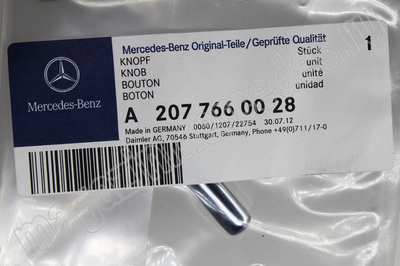 Mercedes-Benz Original-Teile/Geprüfte Qualität
KNOPF Stück 1
KNOB unit
BOUTON unité
BOTON unidad
Mercedes-Benz
A 207 766 00 28
Made in GERMANY 0060/1207/22754 30.07.12
Daimler AG, 70546 Stuttgart, Germany, Phone +49(0)711/17-0